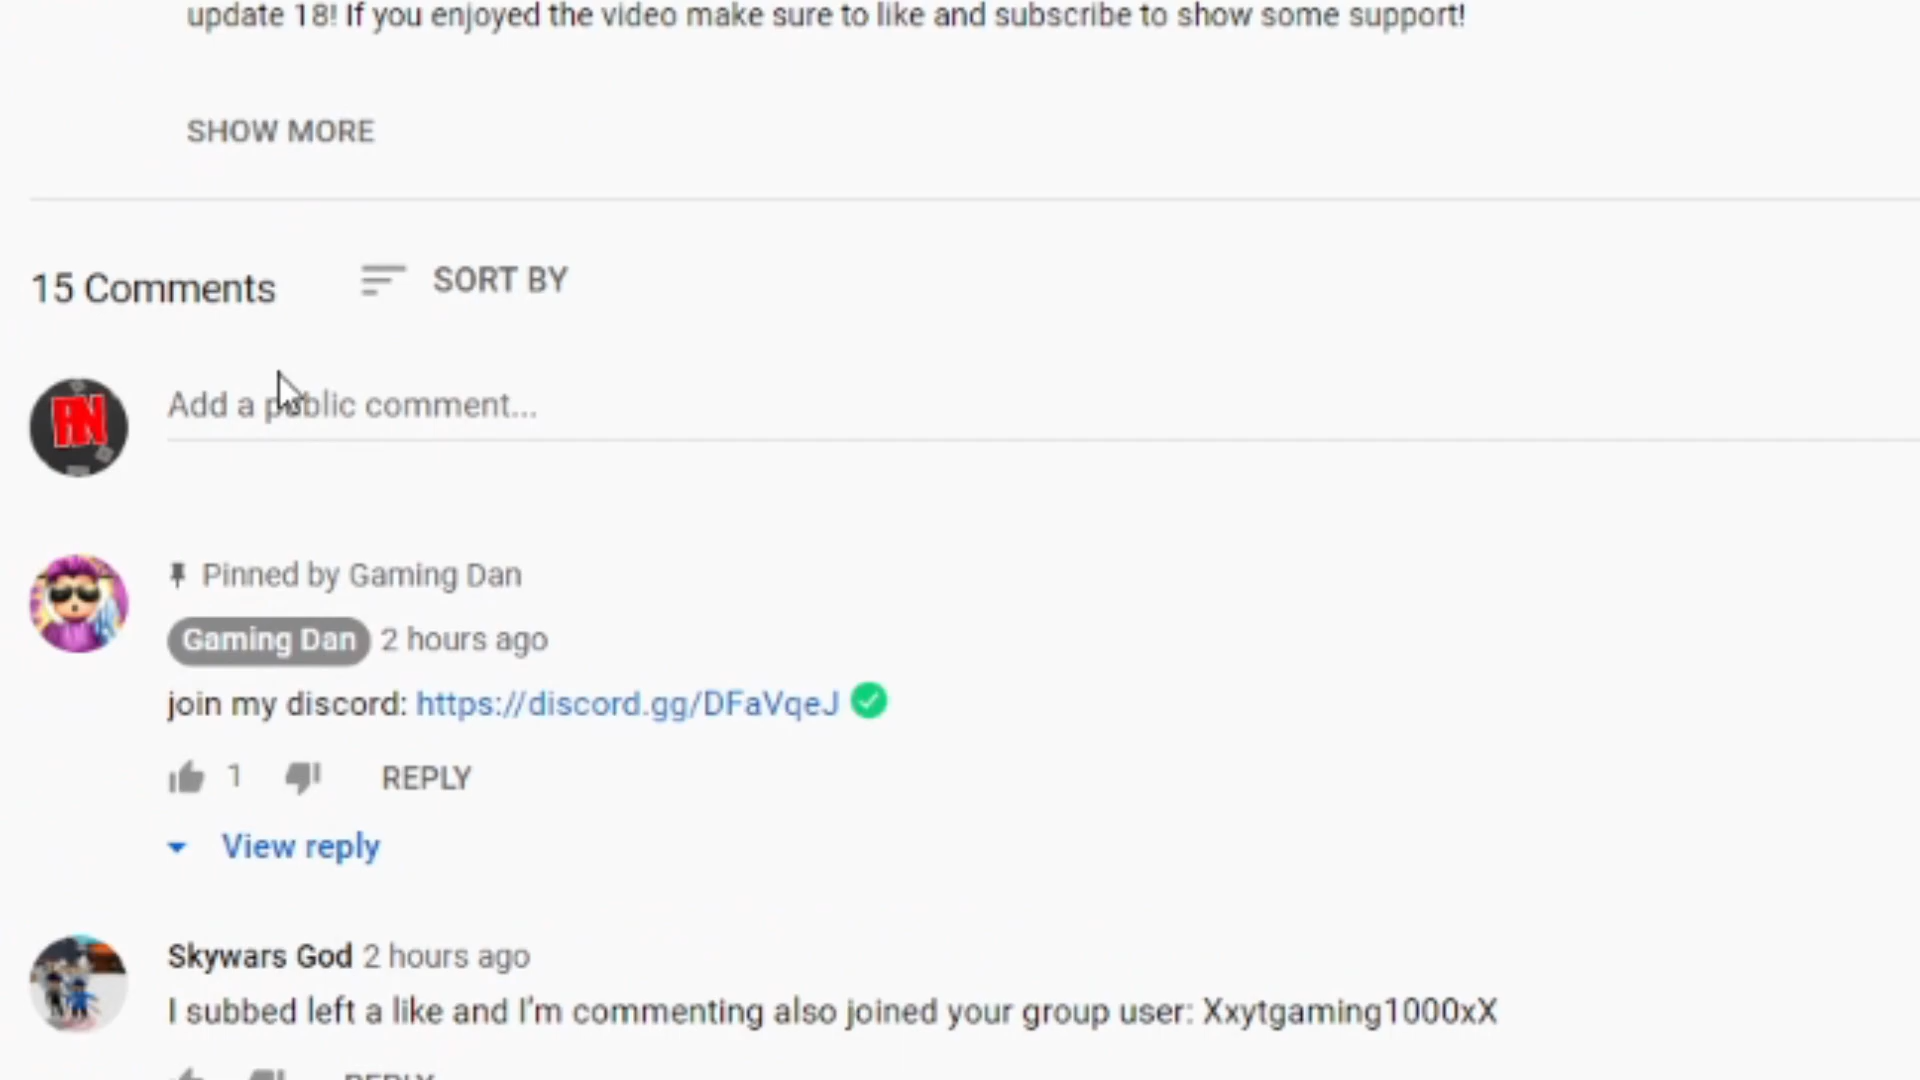 update 18! If you enjoyed the video make sure to like and subscribe to show some support!
SHOW MORE
15 Comments
SORT BY
AN
Add a public comment...
Pinned by Gaming Dan
Gaming Dan 2 hours ago
join my discord: https://discord.gg/DFaVqeJ
1 REPLY
View reply
Skywars God 2 hours ago
I subbed left a like and I'm commenting also joined your group user: Xxytgaming1000xX
REPLY